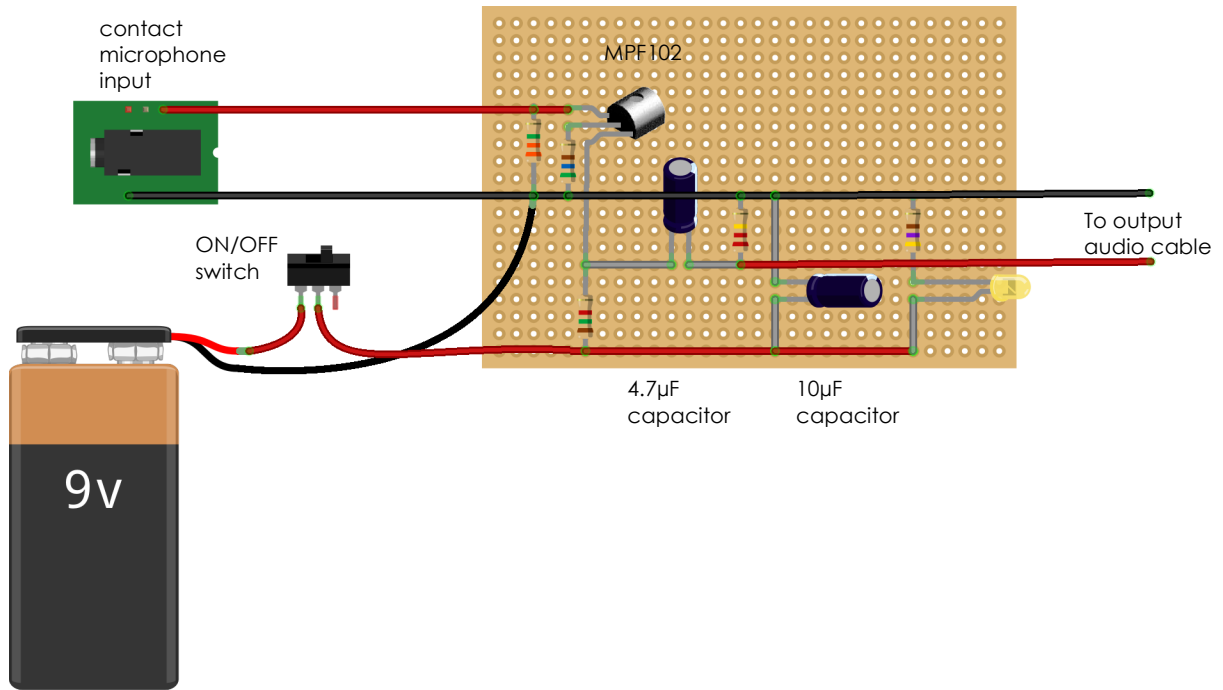 contact
microphone
input
MPF102
ON/OFF
switch
To output
audio cable
4.7µF
capacitor
10µF
capacitor
9v